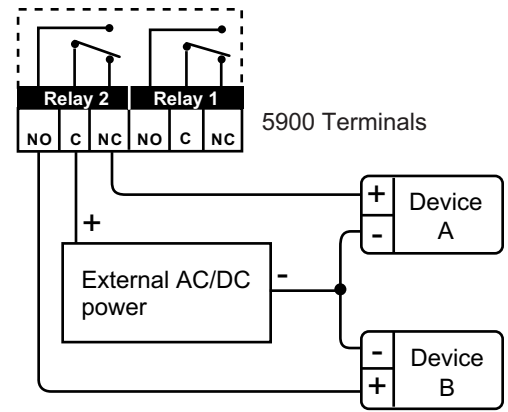 Relay 2 Relay 1
NO C NC NO C NC
5900 Terminals
+
External AC/DC
power
-
+
-
Device
A
-
+
Device
B